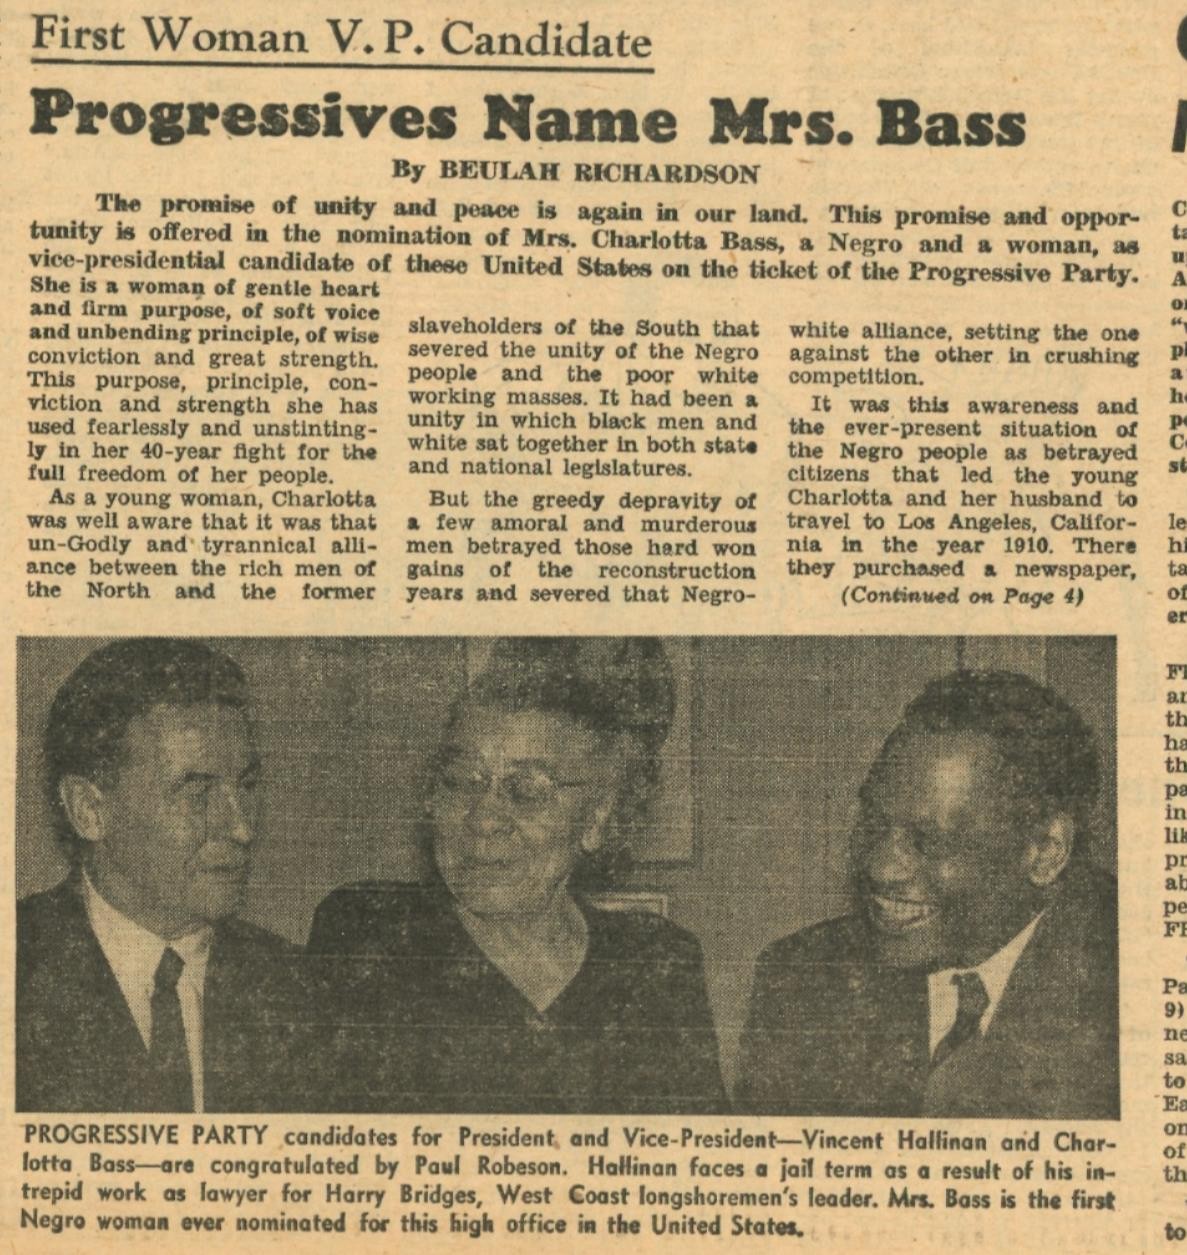 First Woman V. P. Candidate
Progressives Name Mrs. Bass
By BEULAH RICHARDSON
The promise of unity and peace is again in our land. This promise and oppor-
tunity is offered in the nomination of Mrs. Charlotta Bass, a Negro and a woman, as
vice-presidential candidate of these United States on the ticket of the Progressive Party.
She is a woman of gentle heart
and firm purpose, of soft voice
and unbending principle, of wise
conviction and great strength.
This purpose, principle, con-
viction and strength she has
used fearlessly and unstinting-
ly in her 40-year fight for the
full freedom of her people.
As a young woman, Charlotta
was well aware that it was that
un-Godly and tyrannical alli-
ance between the rich men of
the North and the former
slaveholders of the South that
severed the unity of the Negro
people and the poor white
working masses. It had been a
unity in which black men and
white sat together in both state
and national legislatures.
But the greedy depravity of
a few amoral and murderous
men betrayed those hard won
gains of the reconstruction
years and severed that Negro-
white alliance, setting the one
against the other in crushing
competition.
It was this awareness and
the ever-present situation of
the Negro people as betrayed
citizens that led the young
Charlotta and her husband to
travel to Los Angeles, Califor-
nia in the year 1910. There
they purchased a newspaper,
(Continued on Page 4)
PROGRESSIVE PARTY candidates for President and Vice-President—Vincent Hallinan and Char-
lotta Bass—are congratulated by Paul Robeson. Hallinan faces a jail term as a result of his in-
trepid work as lawyer for Harry Bridges, West Coast longshoremen's leader. Mrs. Bass is the first
Negro woman ever nominated for this high office in the United States.